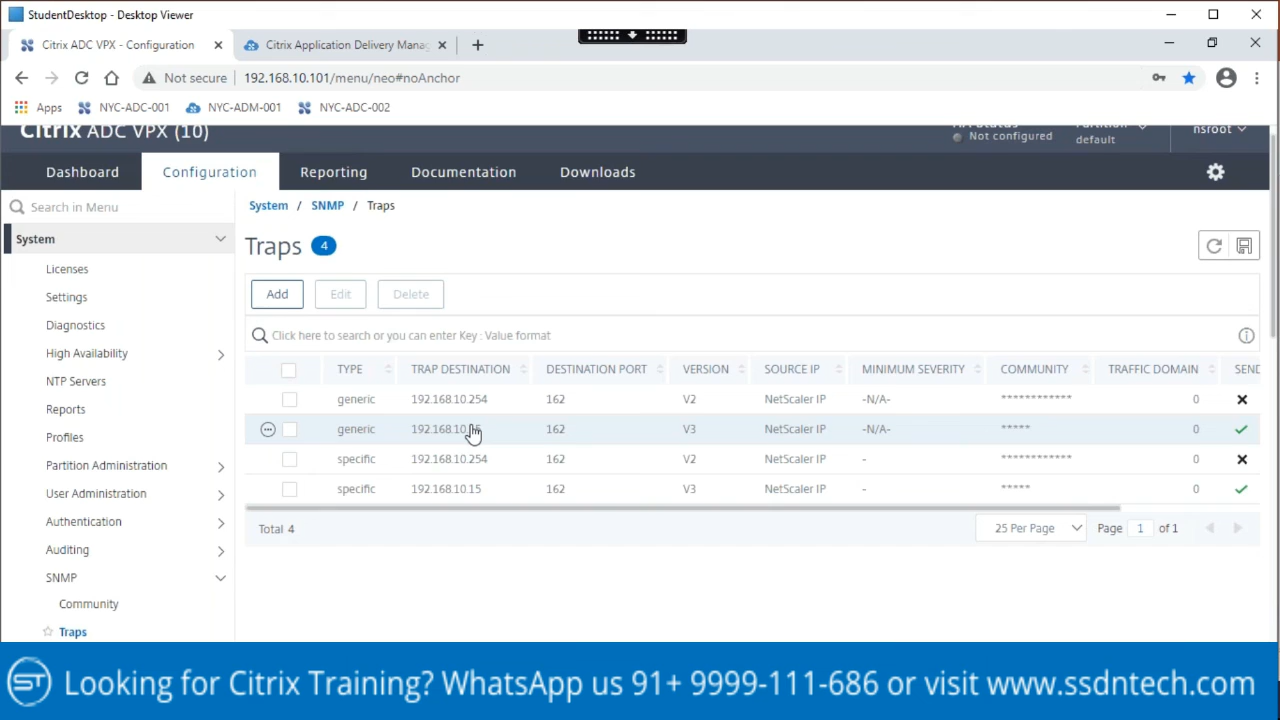 StudentDesktop - Desktop Viewer
Citrix ADC VPX - Configuration
Citrix Application Delivery Mana
Not secure | 192.168.10.101/menu/neo#noAnchor
Apps NYC-ADC-001 NYC-ADM-001 NYC-ADC-002
Citrix ADC VPX (10)
Not configured
Partition
default
nsroot
Dashboard Configuration Reporting Documentation Downloads
Search in Menu
System / SNMP / Traps
System
Traps 4
Licenses
Settings
Add Edit Delete
Diagnostics
Click here to search or you can enter Key : Value format
High Availability
NTP Servers
Reports
Profiles
Partition Administration
User Administration
Authentication
Auditing
SNMP
Community
Traps
TYPE TRAP DESTINATION DESTINATION PORT VERSION SOURCE IP MINIMUM SEVERITY COMMUNITY TRAFFIC DOMAIN SEND
generic 192.168.10.254 162 V2 NetScaler IP -N/A- ************ 0
generic 162 V3 NetScaler IP -N/A- ***** 0
specific 192.168.10.254 162 V2 NetScaler IP - ************ 0
specific 192.168.10.15 162 V3 NetScaler IP - ***** 0
Total 4
25 Per Page Page 1 of 1
ST Looking for Citrix Training? WhatsApp us 91+ 9999-111-686 or visit www.ssdntech.com